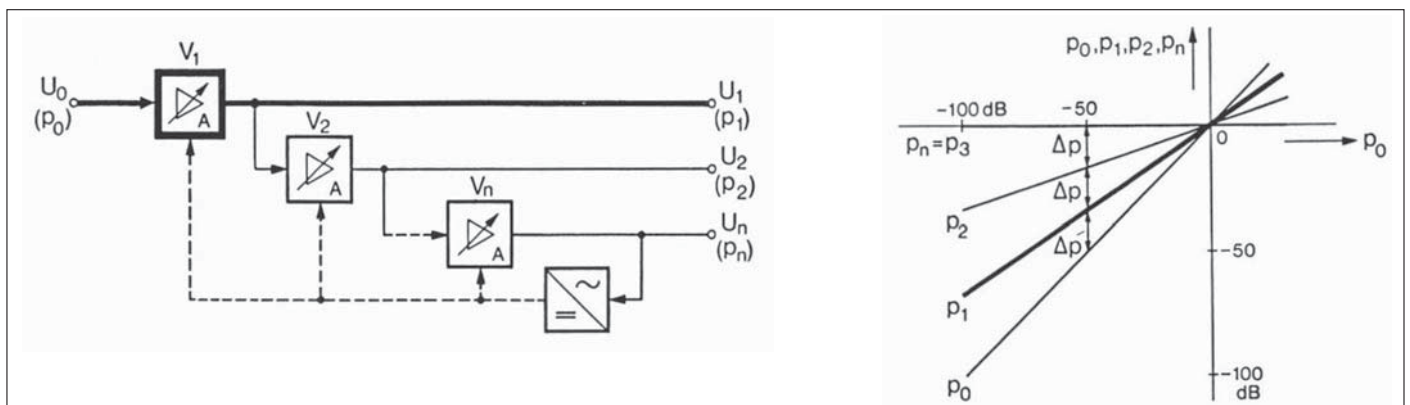 V₁
U₀
(p₀)
A
U₁
(p₁)
V₂
A
U₂
(p₂)
Vₙ
A
Uₙ
(pₙ)
~
=
p₀,p₁,p₂,pₙ
-100 dB
-50
0
p₀
pₙ=p₃
Δp
Δp
Δp
p₂
-50
p₁
p₀
-100
dB